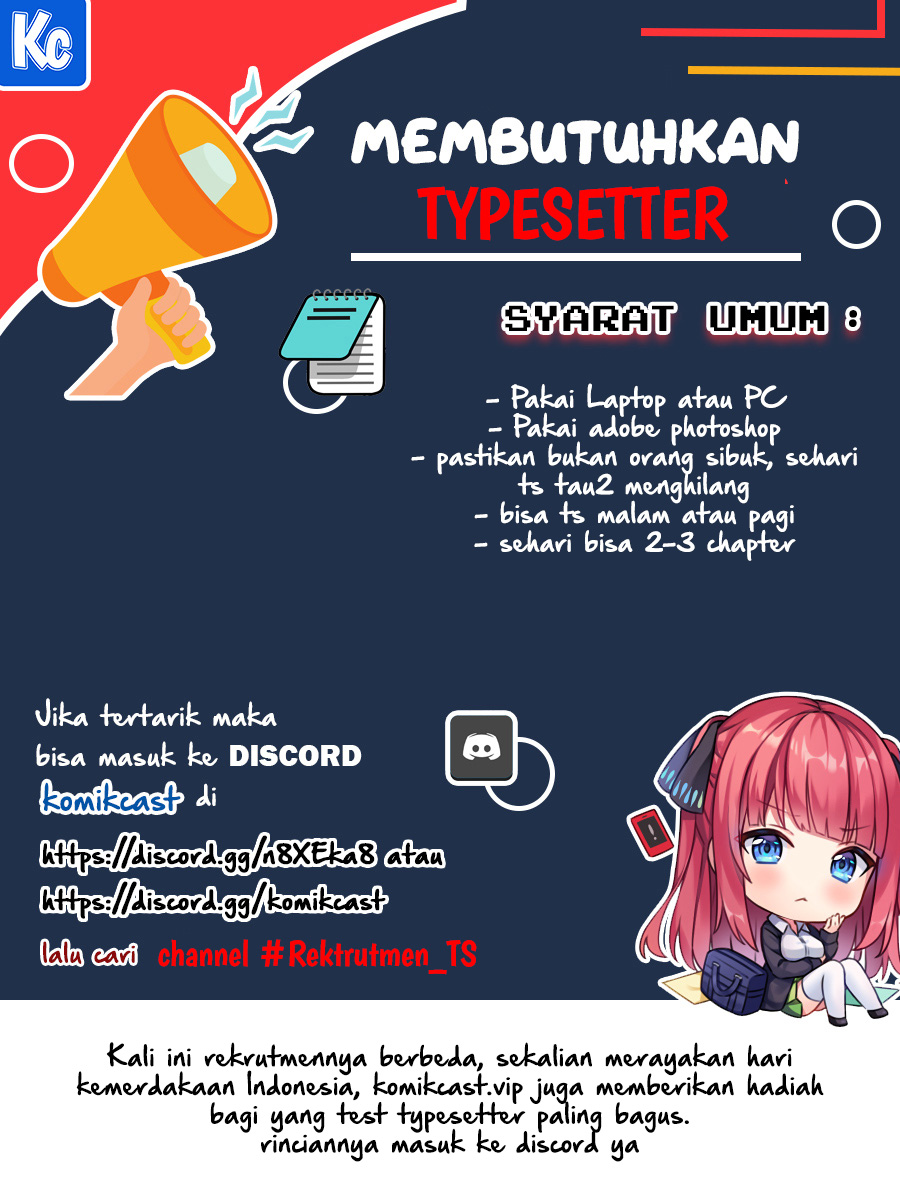 Kc
MEMBUTUHKAN
TYPESETTER
SYARAT UMUM :
- Pakai Laptop atau PC
- Pakai adobe photoshop
- pastikan bukan orang sibuk, sehari
ts tau2 menghilang
- bisa ts malam atau pagi
- sehari bisa 2-3 chapter
Jika tertarik maka
bisa masuk ke DISCORD
komikcast di
https://discord.gg/n8XEka8 atau
https://discord.gg/komikcast
lalu cari channel #Rektrutmen_TS
Kali ini rekrutmennya berbeda, sekalian merayakan hari
kemerdakaan Indonesia, komikcast.vip juga memberikan hadiah
bagi yang test typesetter paling bagus.
rinciannya masuk ke discord ya